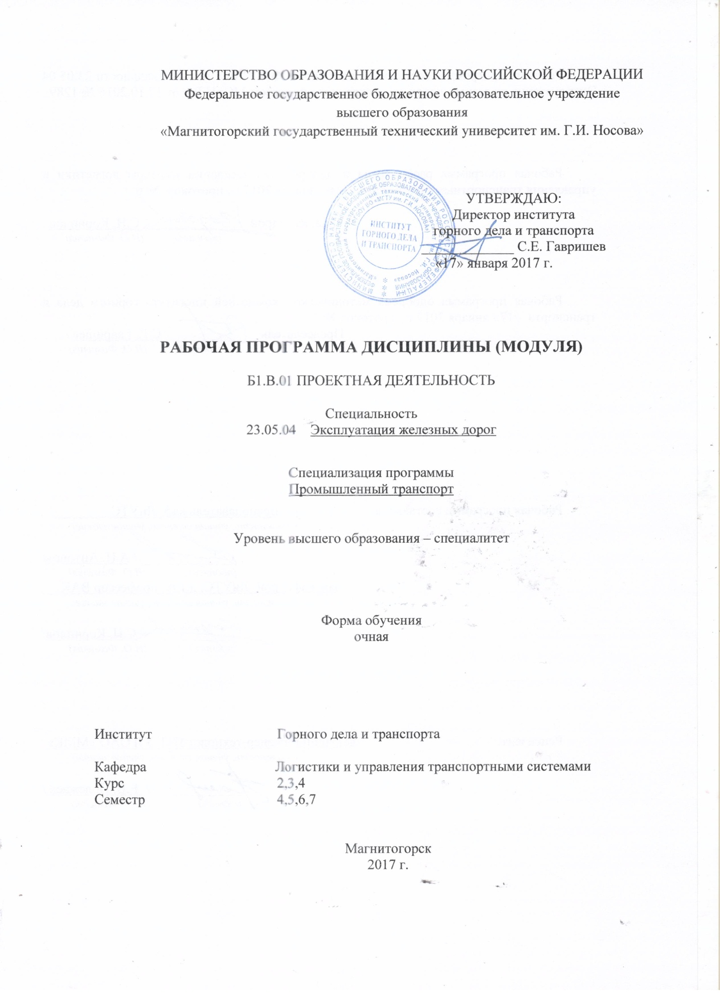 МИНИСТЕРСТВО ОБРАЗОВАНИЯ И НАУКИ РОССИЙСКОЙ ФЕДЕРАЦИИ
Федеральное государственное бюджетное образовательное учреждение
высшего образования
«Магнитогорский государственный технический университет им. Г.И. Носова»
УТВЕРЖДАЮ:
Директор института
горного дела и транспорта
С.Е. Гавришев
«17» января 2017 г.
ИНСТИТУТ
ГОРНОГО ДЕЛА
И ТРАНСПОРТА
РАБОЧАЯ ПРОГРАММА ДИСЦИПЛИНЫ (МОДУЛЯ)
Б1.В.01 ПРОЕКТНАЯ ДЕЯТЕЛЬНОСТЬ
Специальность
23.05.04 Эксплуатация железных дорог
Специализация программы
Промышленный транспорт
Уровень высшего образования – специалитет
Форма обучения
очная
Институт Горного дела и транспорта
Кафедра Логистики и управления транспортными системами
Курс 2,3,4
Семестр 4,5,6,7
Магнитогорск
2017 г.